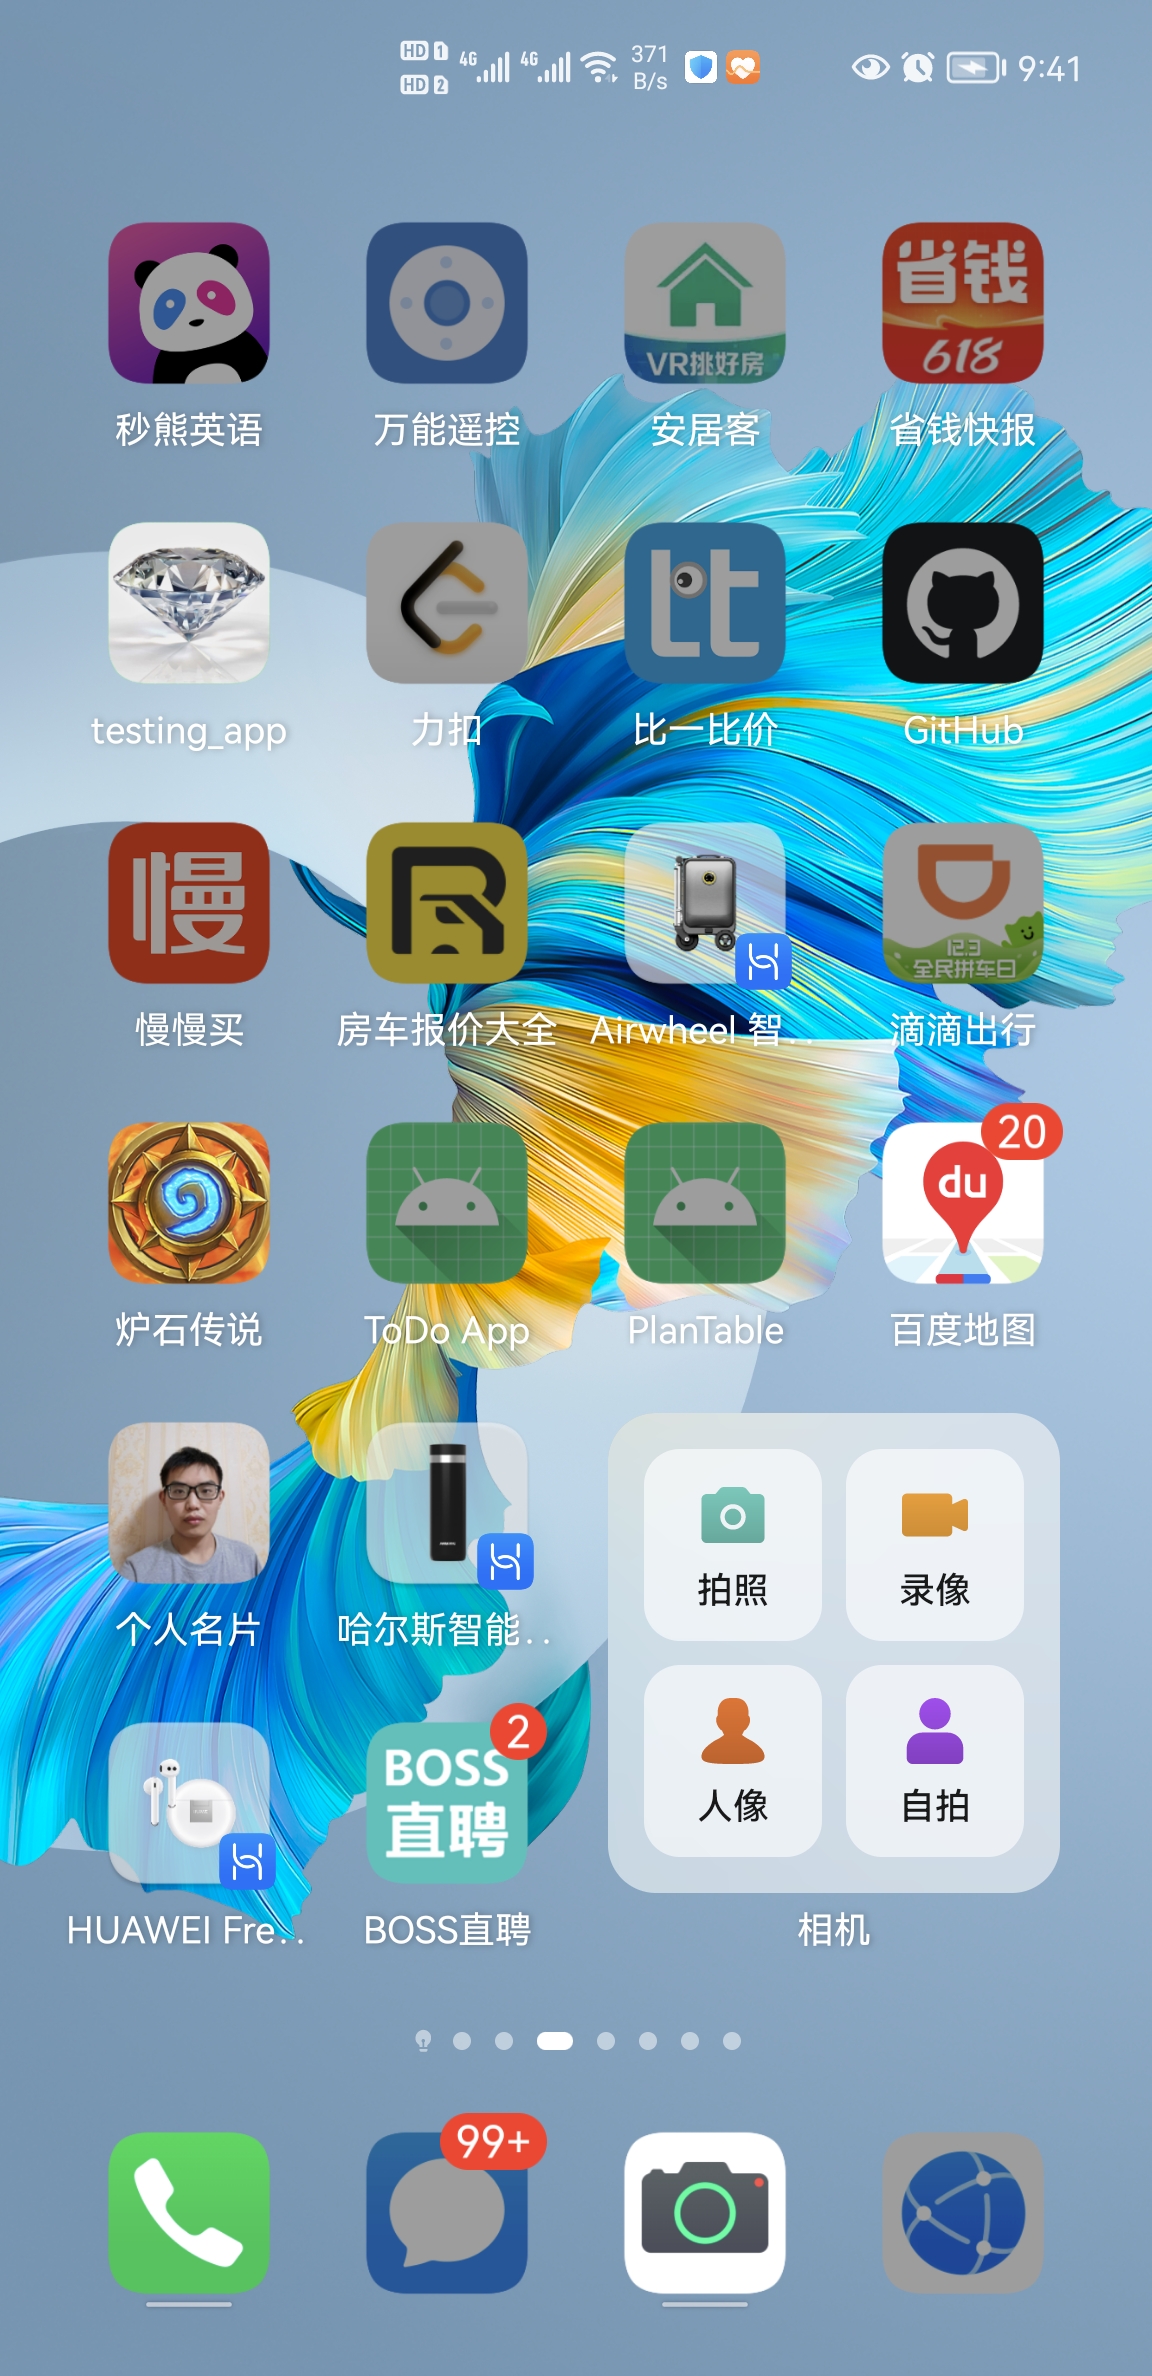 HD 1 4G 4G 371 9:41
HD 2 B/s
省钱
VR挑好房 618
秒熊英语 万能遥控 安居客 省钱快报
lt
testing_app 力扣 比一比价 GitHub
慢
12.3
全民拼车日
慢慢买 房车报价大全 Airwheel 智... 滴滴出行
20
du
炉石传说 ToDo App PlanTable 百度地图
拍照 录像
个人名片 哈尔斯智能...
2
BOSS
直聘
人像 自拍
HUAWEI Fre... BOSS直聘 相机
99+